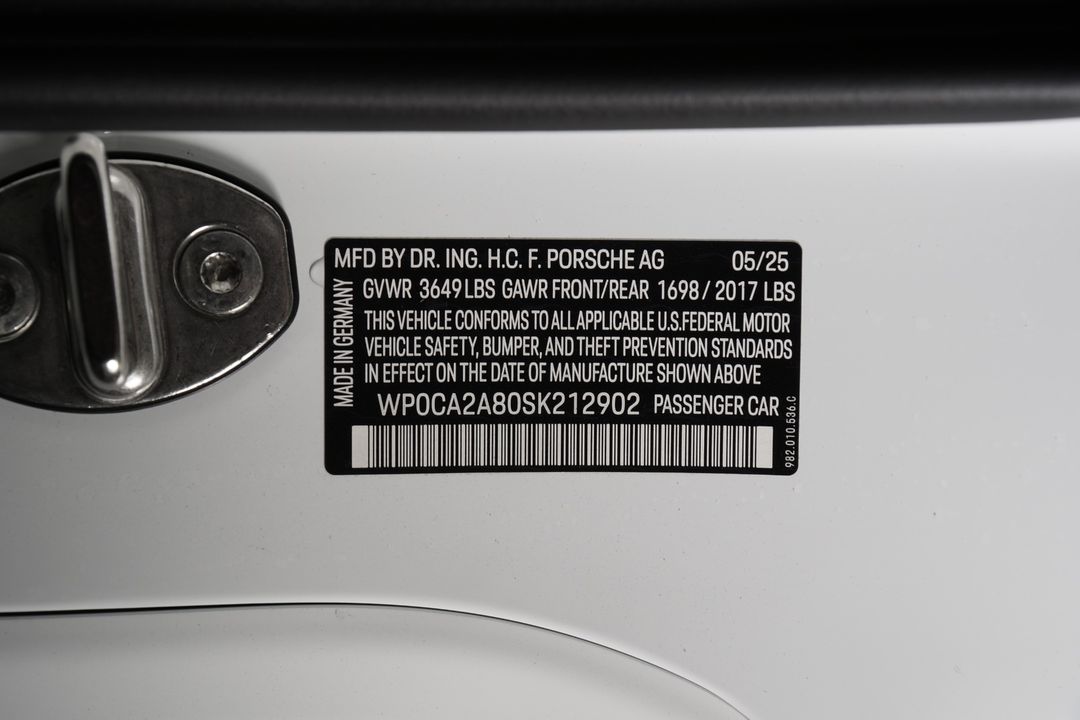 MFD BY DR. ING. H.C. F. PORSCHE AG 05/25
GVWR 3649 LBS GAWR FRONT/REAR 1698 / 2017 LBS
THIS VEHICLE CONFORMS TO ALL APPLICABLE U.S.FEDERAL MOTOR
VEHICLE SAFETY, BUMPER, AND THEFT PREVENTION STANDARDS
IN EFFECT ON THE DATE OF MANUFACTURE SHOWN ABOVE
MADE IN GERMANY
WP0CA2A80SK212902 PASSENGER CAR
982.010.536.C